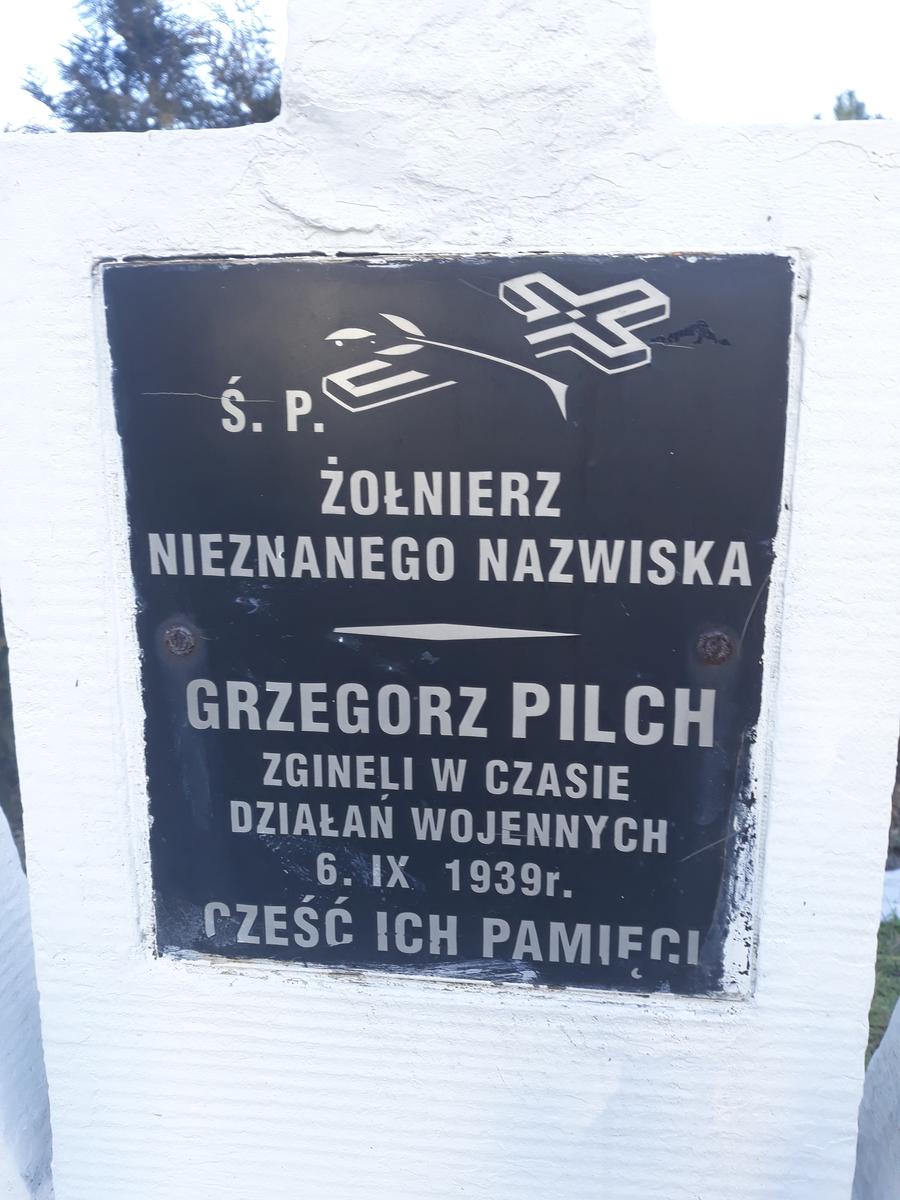 Ś. P.
ŻOŁNIERZ
NIEZNANEGO NAZWISKA
GRZEGORZ PILCH
ZGINĘLI W CZASIE
DZIAŁAŃ WOJENNYCH
6. IX 1939r.
CZEŚĆ ICH PAMIĘCI